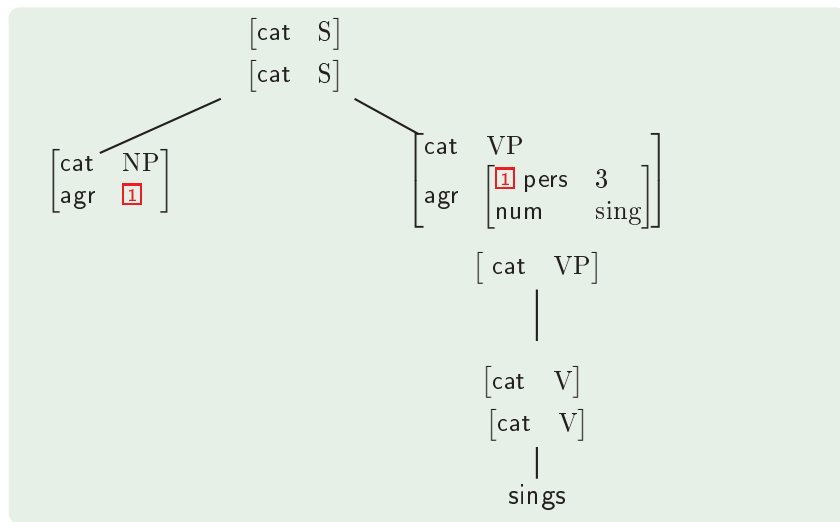 [cat S]
[cat S]
[cat NP]
[agr 1]
[cat VP]
[agr [1 pers 3]
[num sing]]
[ cat VP]
[cat V]
[cat V]
sings